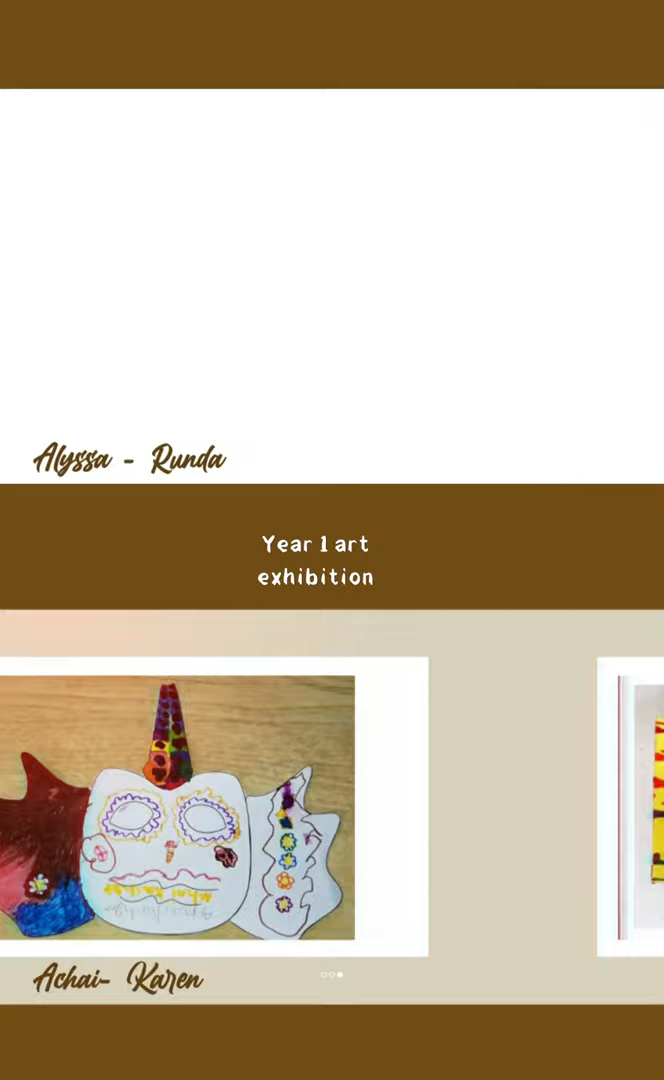 Alyssa - Runda
Year 1 art
exhibition
Achai- Karen